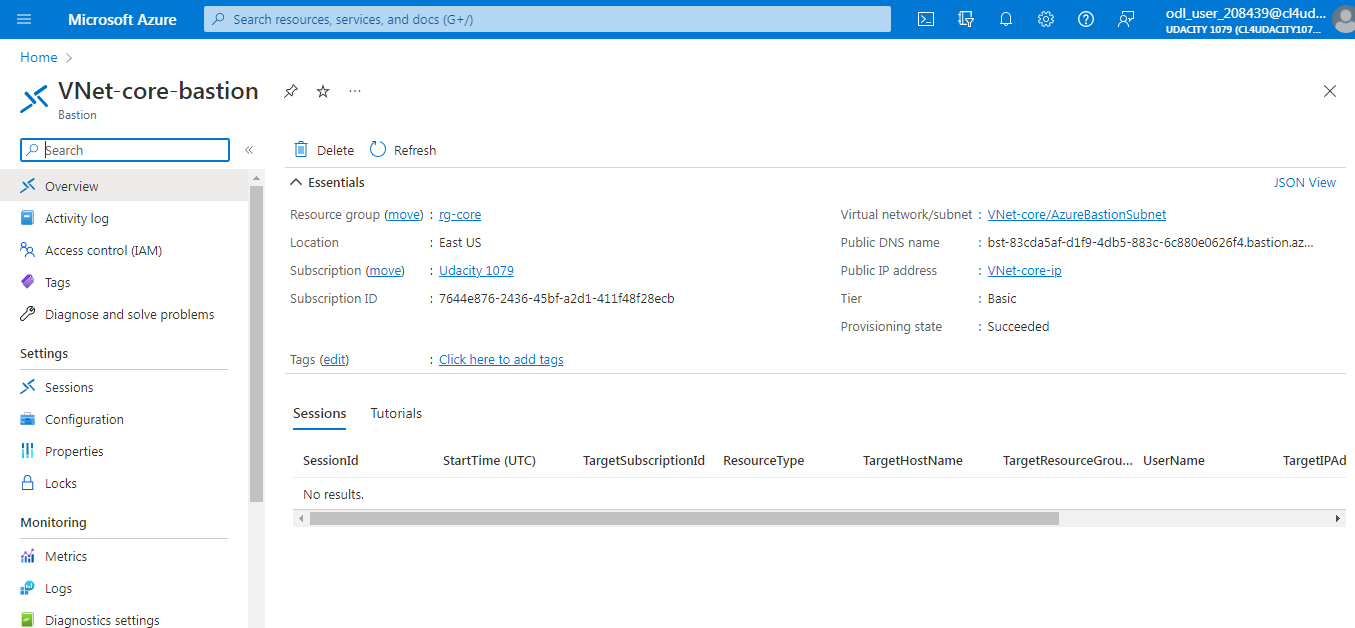 Microsoft Azure
Search resources, services, and docs (G+/)
odl_user_208439@cl4ud...
UDACITY 1079 (CL4UDACITY107...
Home
VNet-core-bastion
Bastion
Search
Overview
Activity log
Access control (IAM)
Tags
Diagnose and solve problems
Settings
Sessions
Configuration
Properties
Locks
Monitoring
Metrics
Logs
Diagnostics settings
Delete
Refresh
Essentials
JSON View
Resource group (move) : rg-core
Location : East US
Subscription (move) : Udacity 1079
Subscription ID : 7644e876-2436-45bf-a2d1-411f48f28ecb
Virtual network/subnet : VNet-core/AzureBastionSubnet
Public DNS name : bst-83cda5af-d1f9-4db5-883c-6c880e0626f4.bastion.az...
Public IP address : VNet-core-ip
Tier : Basic
Provisioning state : Succeeded
Tags (edit) : Click here to add tags
Sessions Tutorials
SessionId StartTime (UTC) TargetSubscriptionId ResourceType TargetHostName TargetResourceGrou... UserName TargetIPAd
No results.